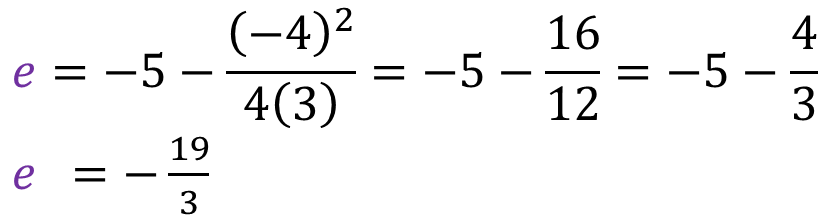 e = −5 − (−4)²/4(3) = −5 − 16/12 = −5 − 4/3
e = − 19/3